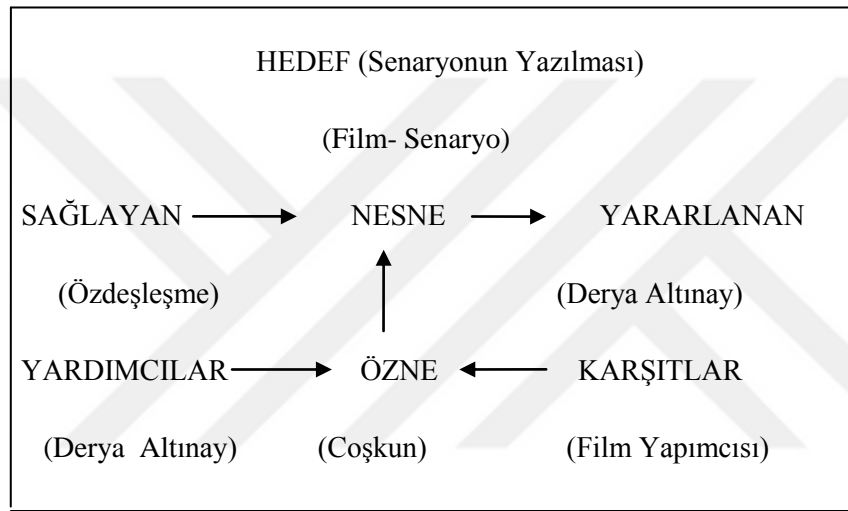 HEDEF (Senaryonun Yazılması)
(Film- Senaryo)
SAĞLAYAN NESNE YARARLANAN
(Özdeşleşme) (Derya Altınay)
YARDIMCILAR ÖZNE KARŞITLAR
(Derya Altınay) (Coşkun) (Film Yapımcısı)